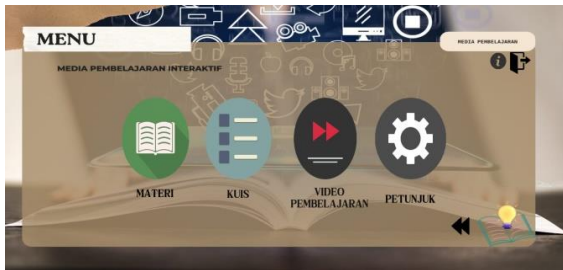 MENU
MEDIA PEMBELAJARAN
MEDIA PEMBELAJARAN INTERAKTIF
MATERI
KUIS
VIDEO
PEMBELAJARAN
PETUNJUK